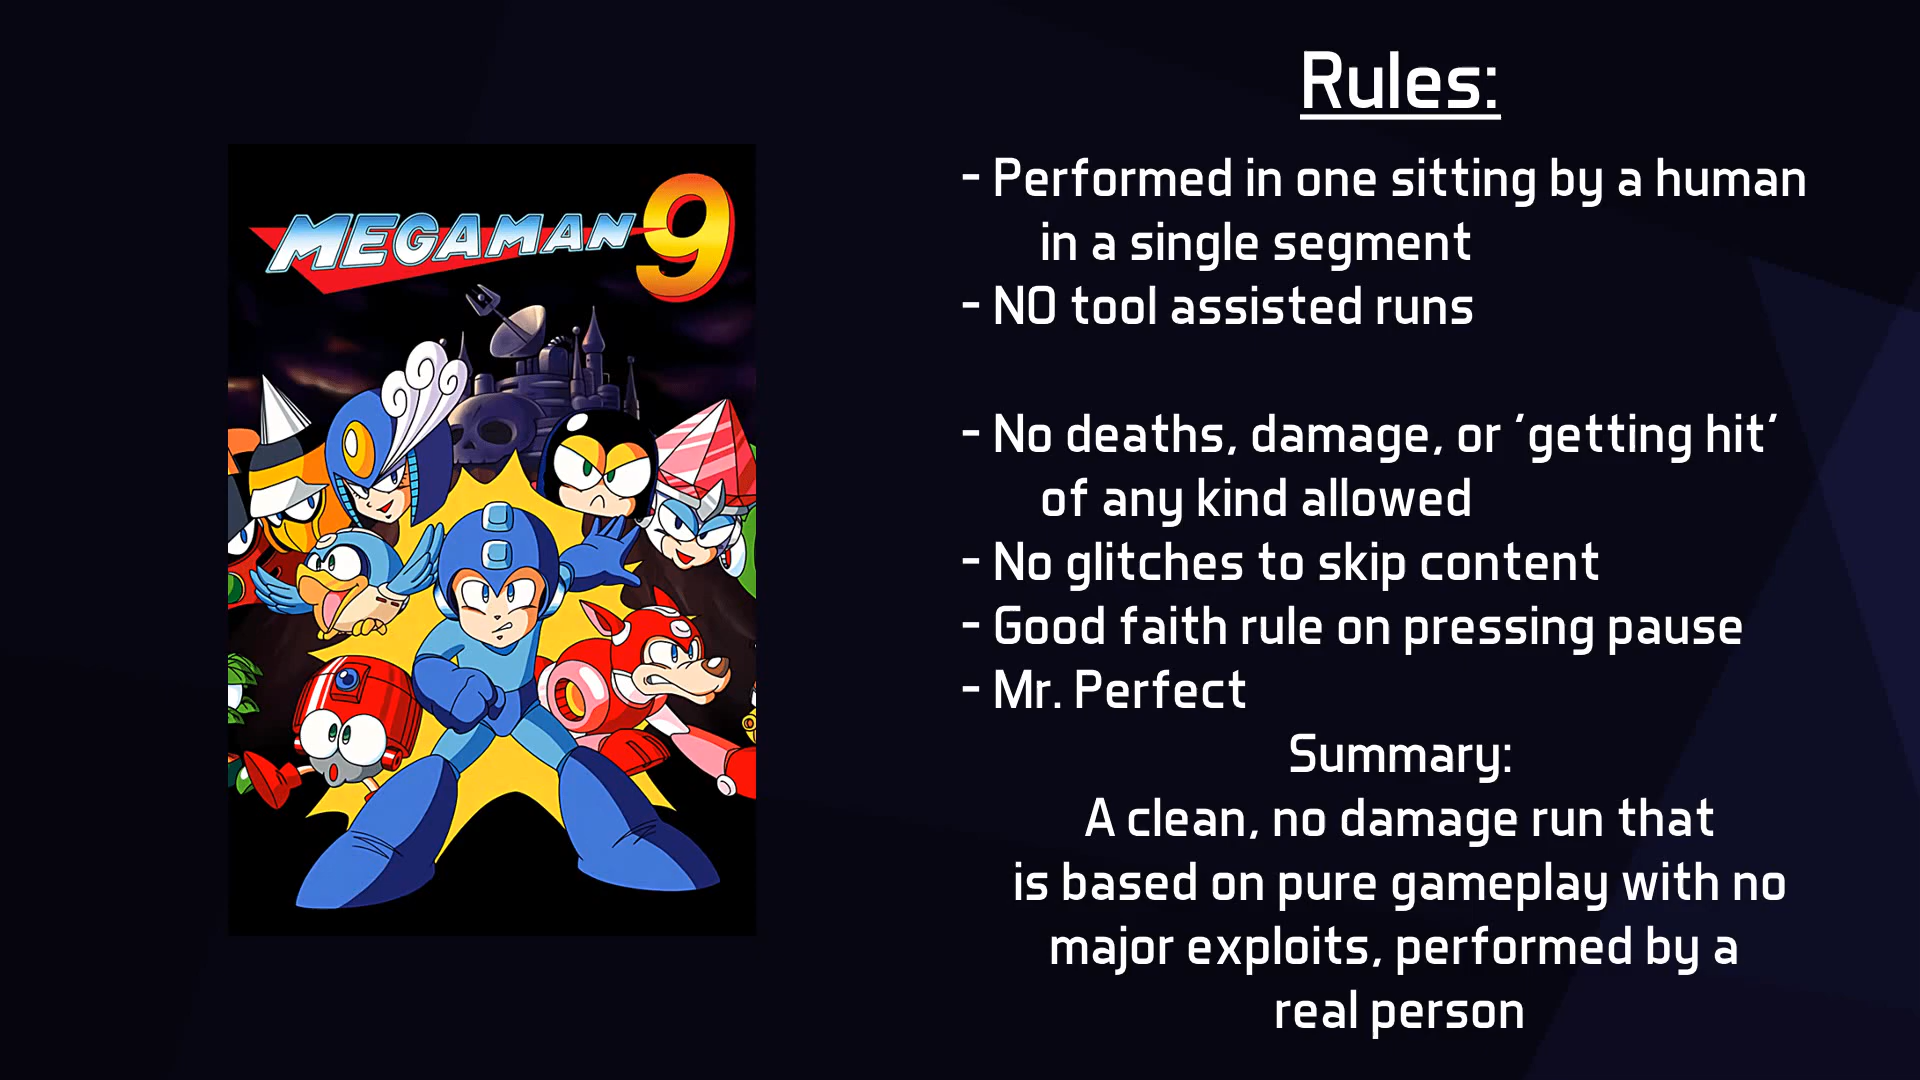 MEGAMAN 9
Rules:
- Performed in one sitting by a human
in a single segment
- NO tool assisted runs
- No deaths, damage, or ‘getting hit’
of any kind allowed
- No glitches to skip content
- Good faith rule on pressing pause
- Mr. Perfect
Summary:
A clean, no damage run that
is based on pure gameplay with no
major exploits, performed by a
real person